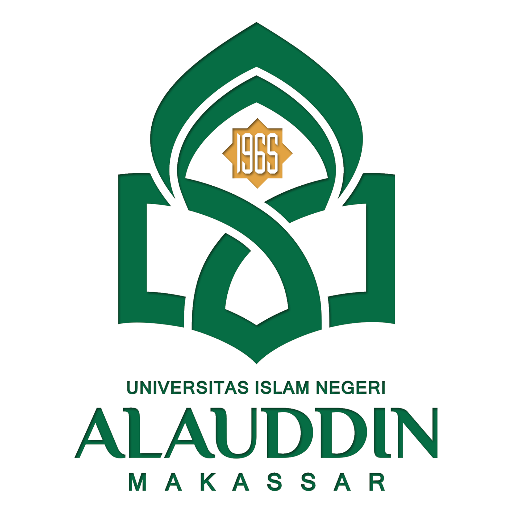 1965
UNIVERSITAS ISLAM NEGERI
ALAUDDIN
MAKASSAR